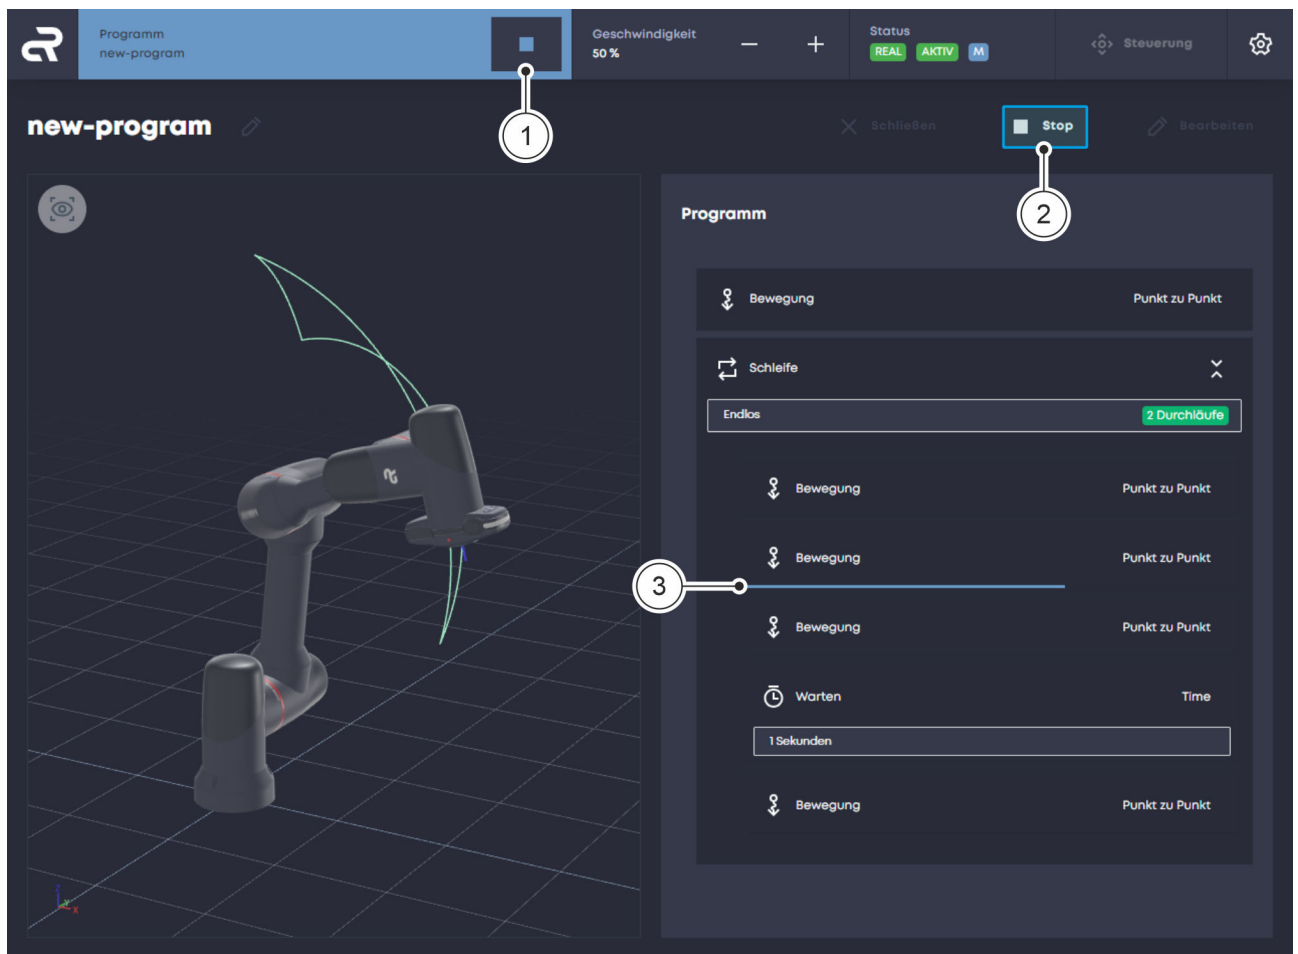 Programm
new-program
Geschwindigkeit
50 %
Status
REAL AKTIV M
Steuerung
1
new-program
Schließen
Stop
Bearbeiten
2
Programm
Bewegung Punkt zu Punkt
Schleife
Endlos 2 Durchläufe
Bewegung Punkt zu Punkt
Bewegung Punkt zu Punkt
3
Bewegung Punkt zu Punkt
Warten Time
1 Sekunden
Bewegung Punkt zu Punkt
z
y
x